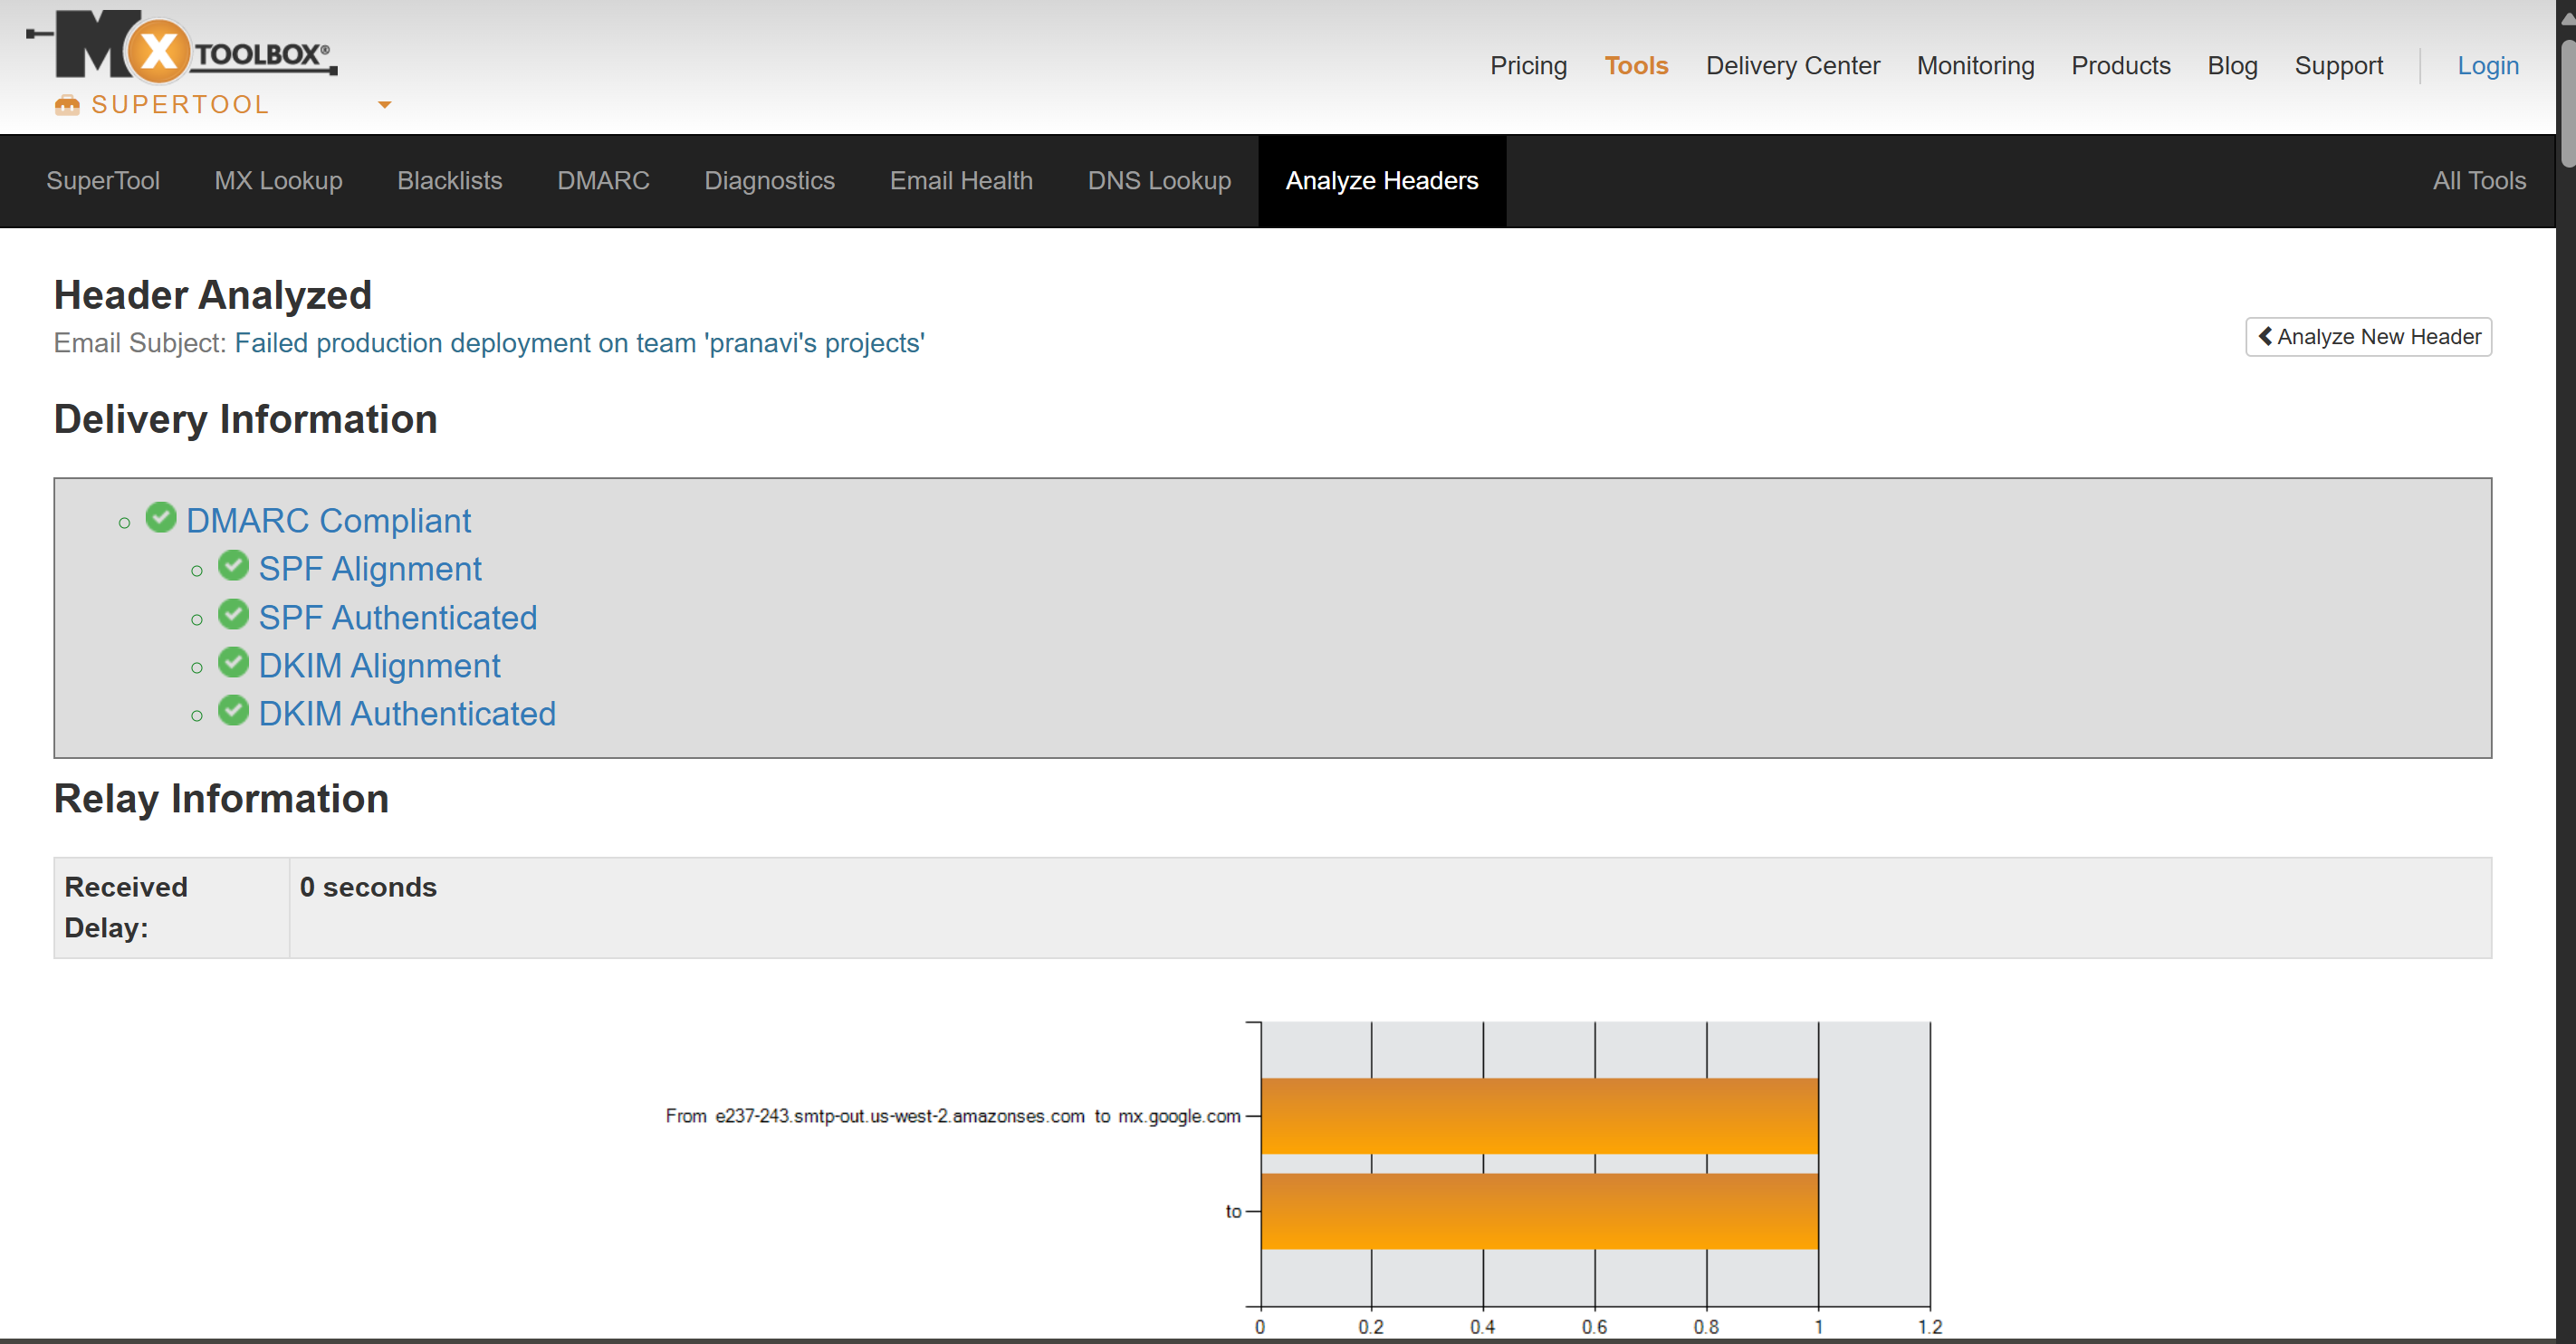 MX TOOLBOX®
SUPERTOOL
Pricing Tools Delivery Center Monitoring Products Blog Support Login
SuperTool MX Lookup Blacklists DMARC Diagnostics Email Health DNS Lookup Analyze Headers All Tools
Header Analyzed
Email Subject: Failed production deployment on team 'pranavi's projects'
Analyze New Header
Delivery Information
DMARC Compliant
SPF Alignment
SPF Authenticated
DKIM Alignment
DKIM Authenticated
Relay Information
Received 0 seconds
Delay:
From e237-243.smtp-out.us-west-2.amazonses.com to mx.google.com
to
0 0.2 0.4 0.6 0.8 1 1.2